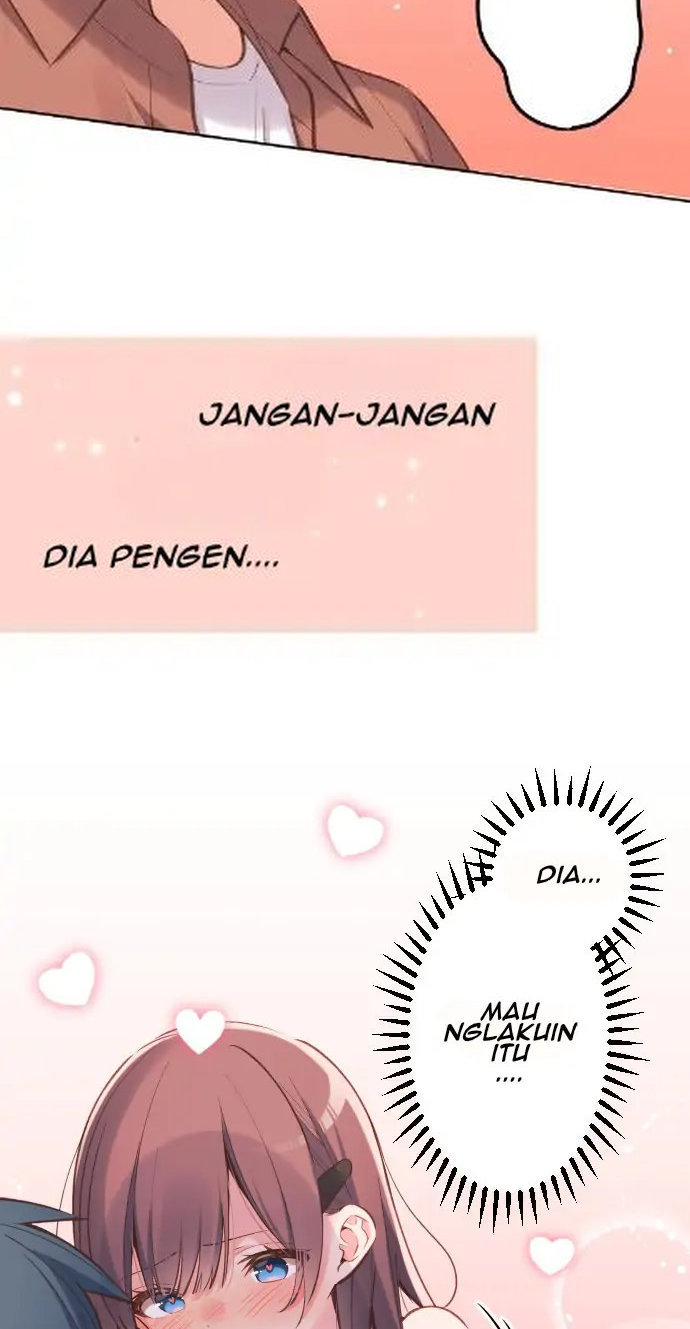 JANGAN-JANGAN
DIA PENGEN....
DIA...
MAU
NGLAKUIN
ITU
....